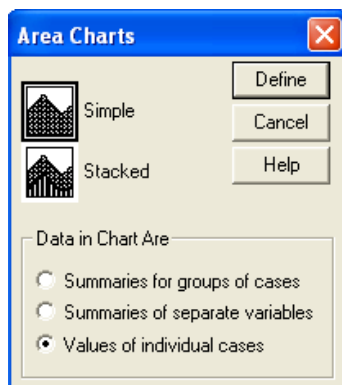 Area Charts
Define
Simple
Cancel
Stacked
Help
Data in Chart Are
Summaries for groups of cases
Summaries of separate variables
Values of individual cases